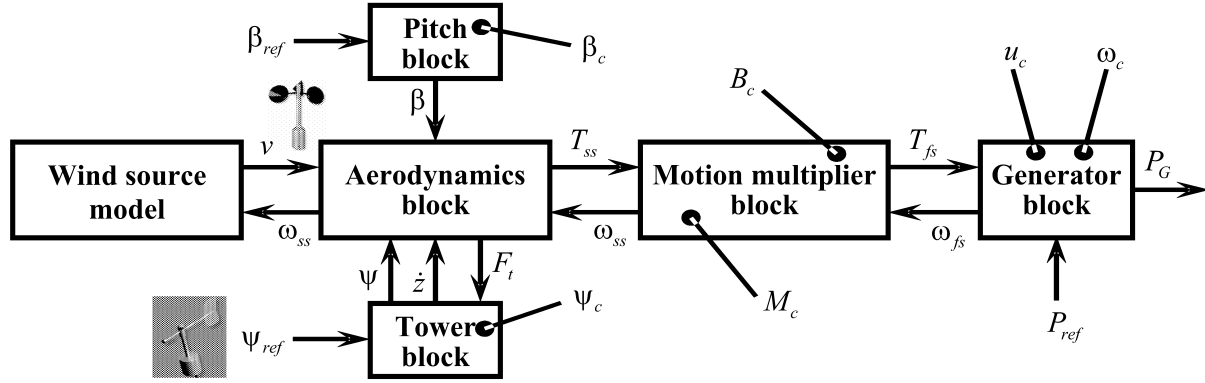 β_ref
Pitch
block
β_c
β
u_c
ω_c
B_c
v
T_ss
T_fs
P_G
Wind source
model
Aerodynamics
block
Motion multiplier
block
Generator
block
ω_ss
ω_ss
ω_fs
ψ
ż
F_t
ψ_c
M_c
P_ref
ψ_ref
Tower
block